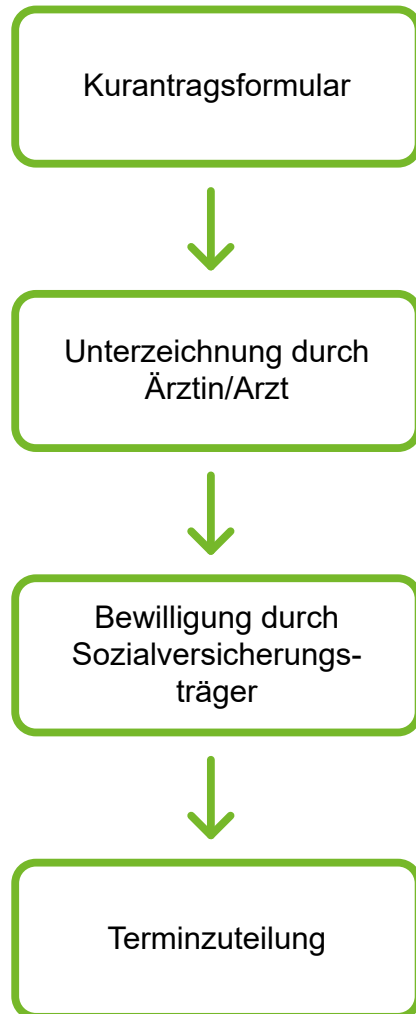 Kurantragsformular
Unterzeichnung durch
Ärztin/Arzt
Bewilligung durch
Sozialversicherungs-
träger
Terminzuteilung